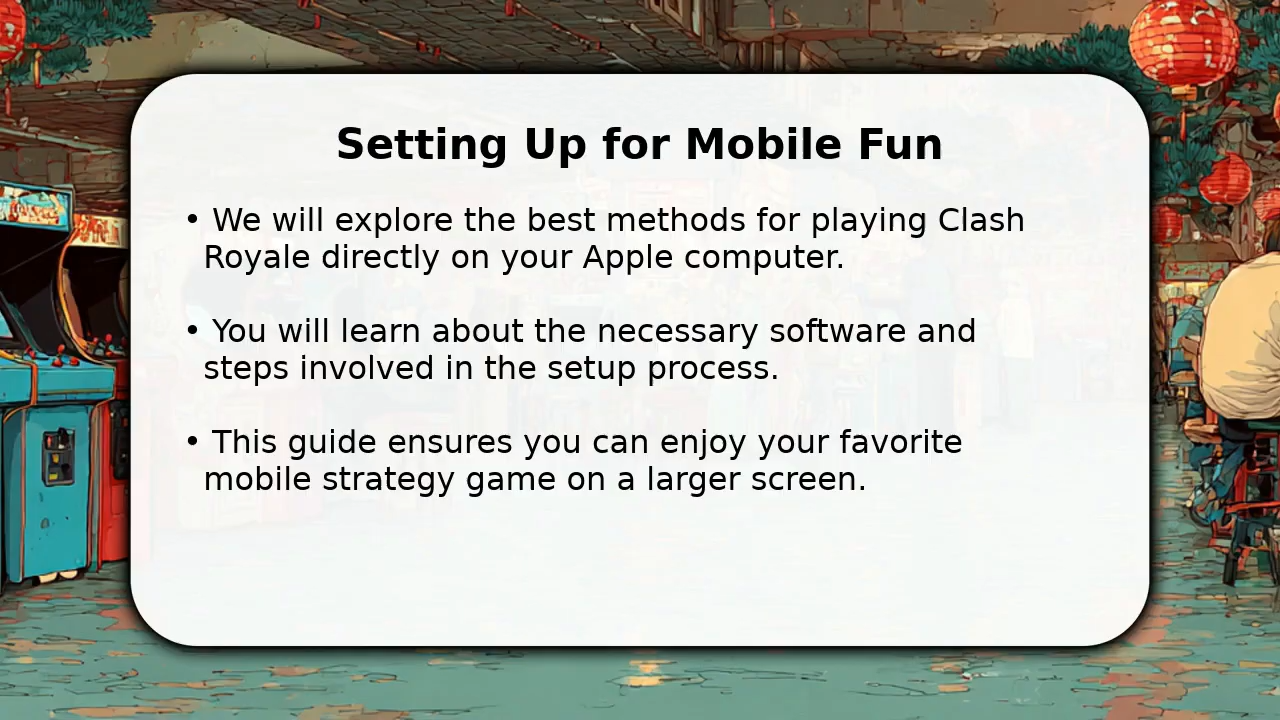 Setting Up for Mobile Fun
• We will explore the best methods for playing Clash
Royale directly on your Apple computer.
• You will learn about the necessary software and
steps involved in the setup process.
• This guide ensures you can enjoy your favorite
mobile strategy game on a larger screen.